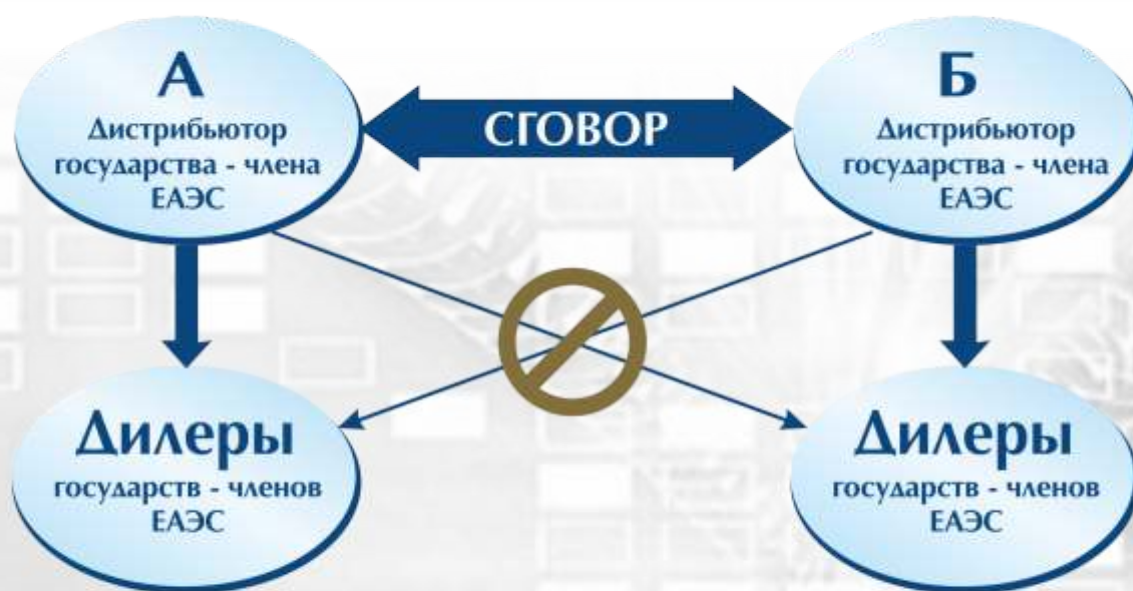 А
Дистрибьютор
государства - члена
ЕАЭС
СГОВОР
Б
Дистрибьютор
государства - члена
ЕАЭС
Дилеры
государств - членов
ЕАЭС
Дилеры
государств - членов
ЕАЭС